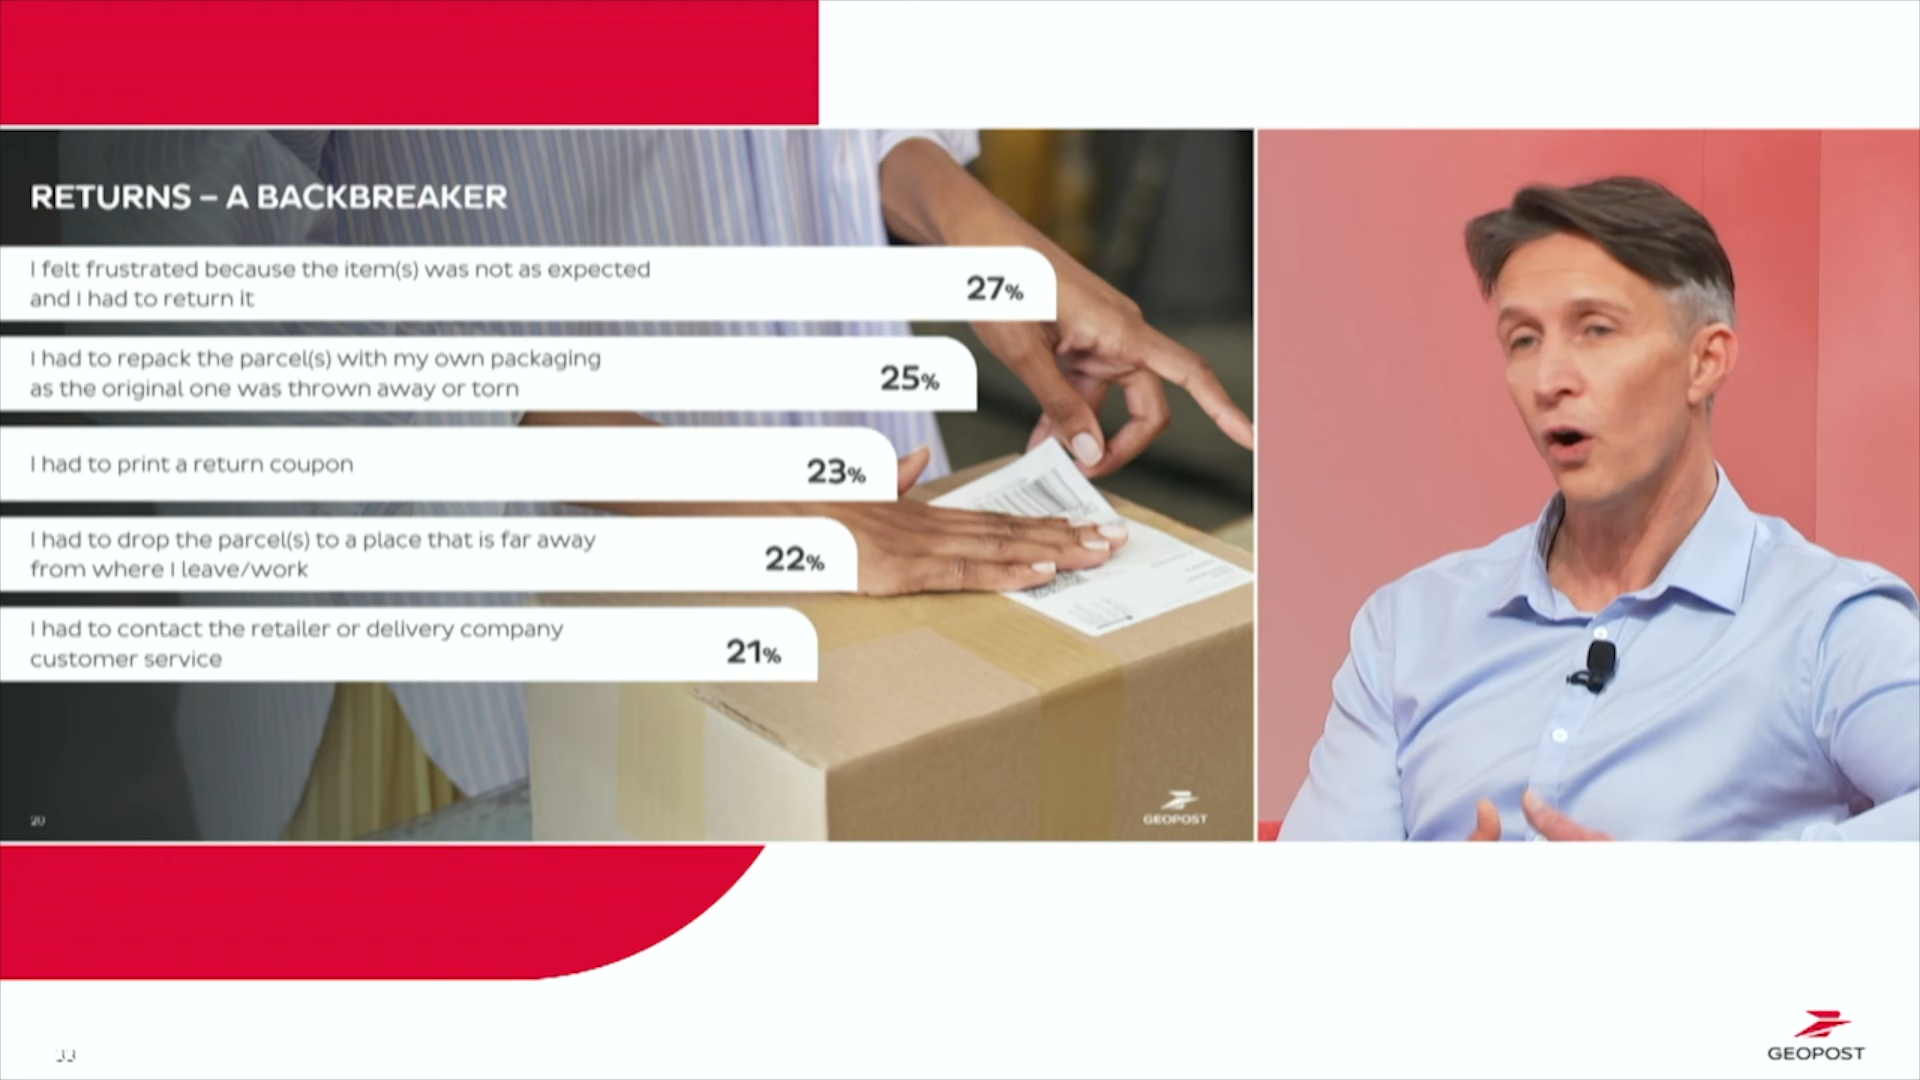 RETURNS – A BACKBREAKER
I felt frustrated because the item(s) was not as expected
and I had to return it
27%
I had to repack the parcel(s) with my own packaging
as the original one was thrown away or torn
25%
I had to print a return coupon
23%
I had to drop the parcel(s) to a place that is far away
from where I leave/work
22%
I had to contact the retailer or delivery company
customer service
21%
20
GEOPOST
GEOPOST